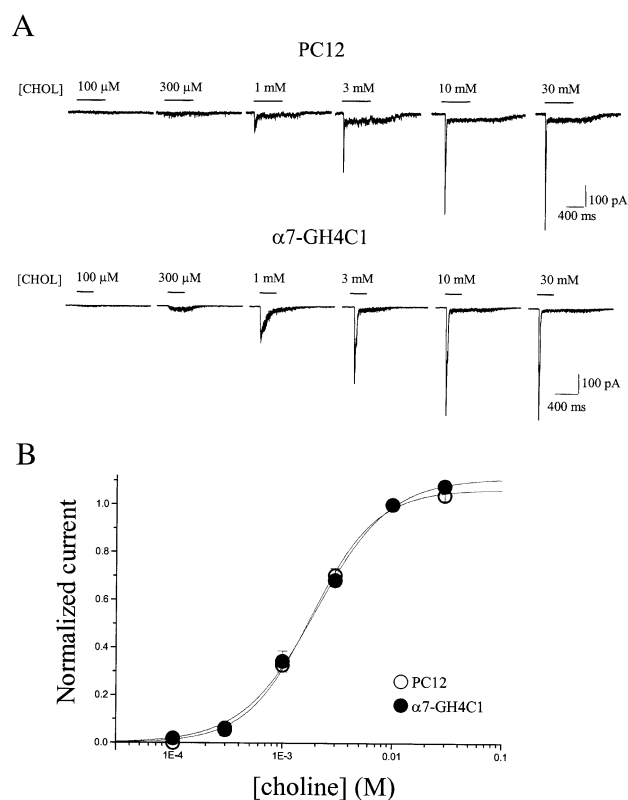 A
PC12
[CHOL] 100 µM 300 µM 1 mM 3 mM 10 mM 30 mM
100 pA
400 ms
α7-GH4C1
[CHOL] 100 µM 300 µM 1 mM 3 mM 10 mM 30 mM
100 pA
400 ms
B
Normalized current
1.0
0.8
0.6
0.4
0.2
0.0
PC12
α7-GH4C1
1E-4 1E-3 0.01 0.1
[choline] (M)